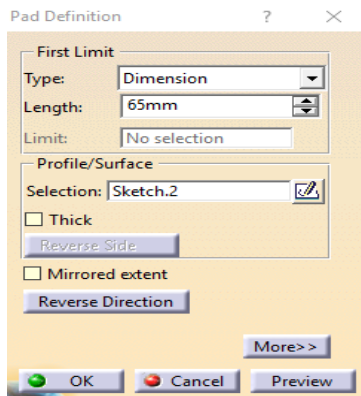 Pad Definition ? ×
First Limit
Type: Dimension
Length: 65mm
Limit: No selection
Profile/Surface
Selection: Sketch.2
Thick
Reverse Side
Mirrored extent
Reverse Direction
More>>
OK Cancel Preview